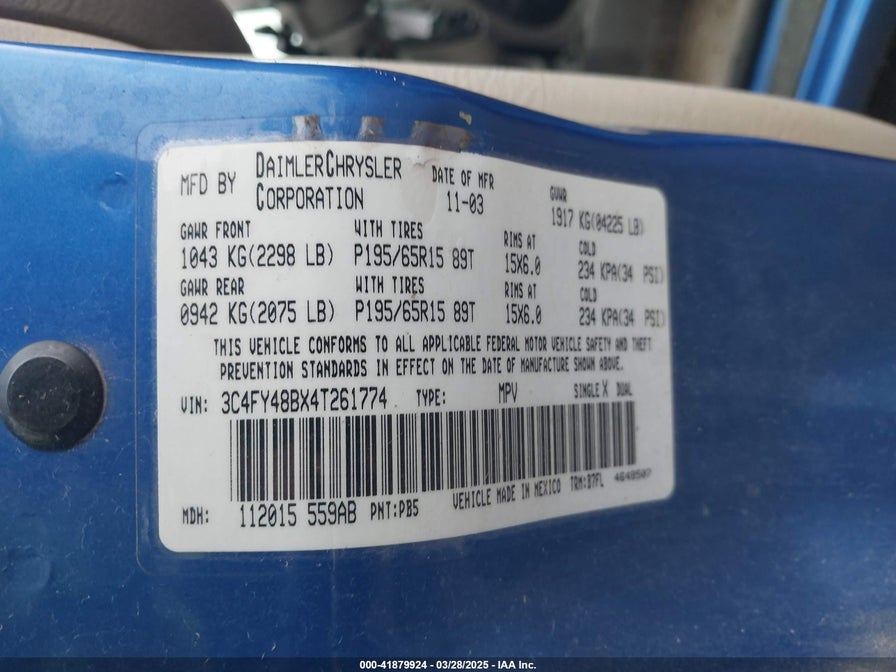 MFD BY DAIMLERCHRYSLER CORPORATION
DATE OF MFR 11-03
GVWR 1917 KG(04225 LB)
GAWR FRONT WITH TIRES RIMS AT COLD
1043 KG(2298 LB) P195/65R15 89T 15X6.0 234 KPA(34 PSI)
GAWR REAR WITH TIRES RIMS AT COLD
0942 KG(2075 LB) P195/65R15 89T 15X6.0 234 KPA(34 PSI)
THIS VEHICLE CONFORMS TO ALL APPLICABLE FEDERAL MOTOR VEHICLE SAFETY AND THEFT
PREVENTION STANDARDS IN EFFECT ON THE DATE OF MANUFACTURE SHOWN ABOVE.
VIN: 3C4FY48BX4T261774 TYPE: MPV SINGLE X DUAL
MDH: 112015 559AB PNT:PB5 VEHICLE MADE IN MEXICO TRM:B7FL 4648507
000-41879924 - 03/28/2025 - IAA Inc.